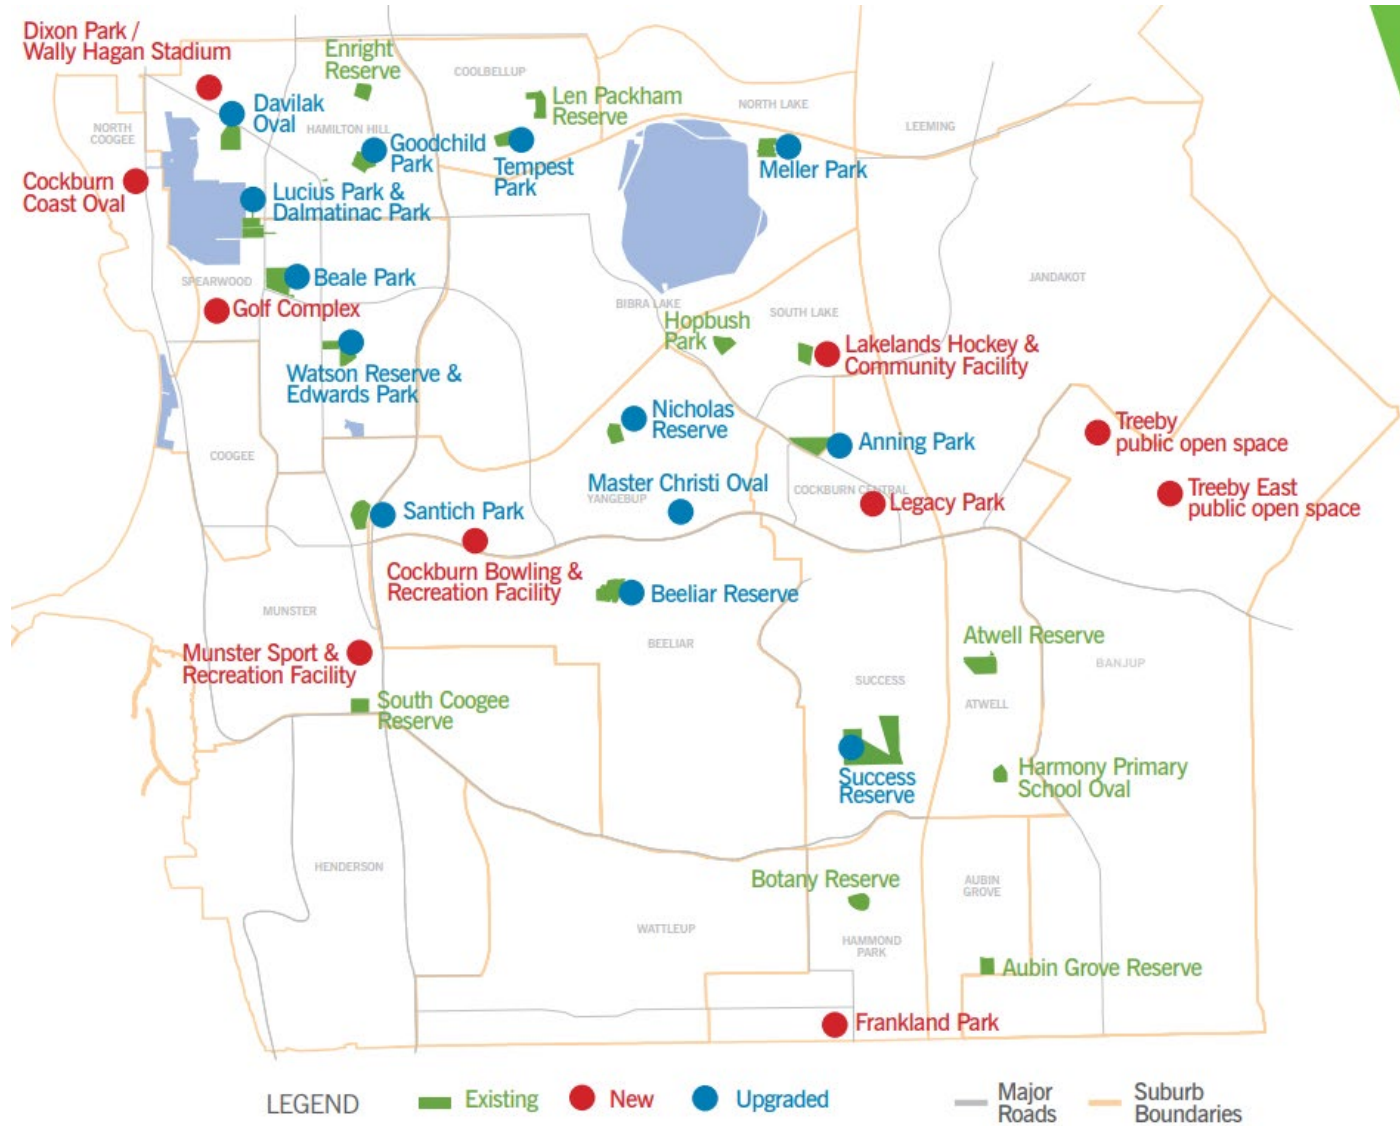 Dixon Park /
Wally Hagan Stadium
Enright
Reserve
COOLBELLUP
Len Packham
Reserve
NORTH LAKE
Davilak
Oval
NORTH
COOGEE
HAMILTON HILL
LEEMING
Goodchild
Park
Tempest
Park
Meller Park
Cockburn
Coast Oval
Lucius Park &
Dalmatinac Park
SPEARWOOD
Beale Park
JANDAKOT
Golf Complex
BIBRA LAKE
SOUTH LAKE
Hopbush
Park
Lakelands Hockey &
Community Facility
Watson Reserve &
Edwards Park
Nicholas
Reserve
Treeby
public open space
Anning Park
COOGEE
Master Christi Oval
YANGEBUP
COCKBURN CENTRAL
Legacy Park
Treeby East
public open space
Santich Park
Cockburn Bowling &
Recreation Facility
Beeliar Reserve
MUNSTER
BEELIAR
Atwell Reserve
BANJUP
Munster Sport &
Recreation Facility
SUCCESS
ATWELL
South Coogee
Reserve
Success
Reserve
Harmony Primary
School Oval
HENDERSON
Botany Reserve
AUBIN
GROVE
WATTLEUP
HAMMOND
PARK
Aubin Grove Reserve
Frankland Park
LEGEND
Existing
New
Upgraded
Major
Roads
Suburb
Boundaries